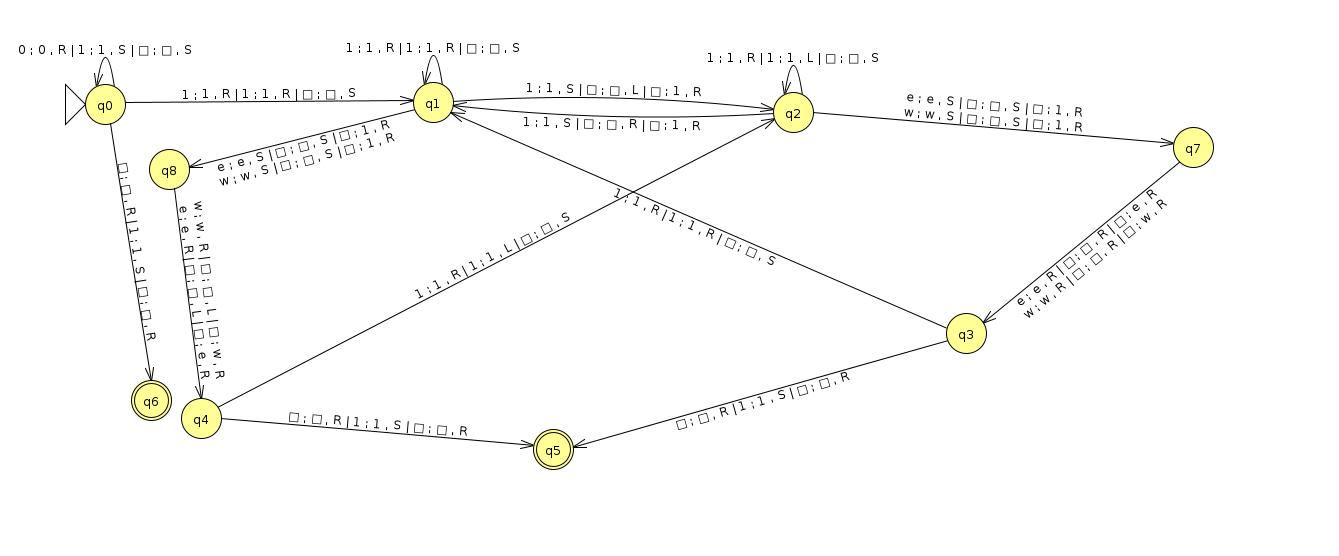 0 ; 0 , R | 1 ; 1 , S | □ ; □ , S
1 ; 1 , R | 1 ; 1 , R | □ ; □ , S
1 ; 1 , R | 1 ; 1 , L | □ ; □ , S
q0
1 ; 1 , R | 1 ; 1 , R | □ ; □ , S
q1
1 ; 1 , S | □ ; □ , L | □ ; 1 , R
1 ; 1 , S | □ ; □ , R | □ ; 1 , R
q2
e ; e , S | □ ; □ , S | □ ; 1 , R
w ; w , S | □ ; □ , S | □ ; 1 , R
q7
q8
e ; e , S | □ ; □ , S | □ ; 1 , R
w ; w , S | □ ; □ , S | □ ; 1 , R
□ ; □ , R | 1 ; 1 , S | □ ; □ , R
w ; w , R | □ ; □ , L | □ ; w , R
e ; e , R | □ ; □ , L | □ ; e , R
1 ; 1 , R | 1 ; 1 , L | □ ; □ , S
1 ; 1 , R | 1 ; 1 , R | □ ; □ , S
e ; e , R | □ ; □ , R | □ ; e , R
w ; w , R | □ ; □ , R | □ ; w , R
q3
q6
q4
□ ; □ , R | 1 ; 1 , S | □ ; □ , R
□ ; □ , R | 1 ; 1 , S | □ ; □ , R
q5